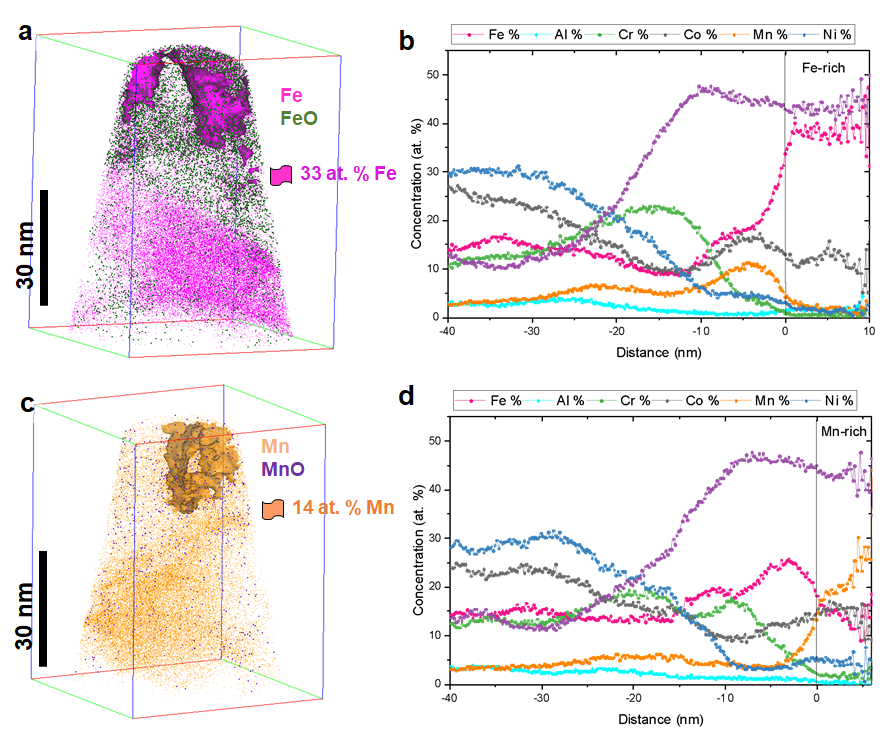 a
Fe
FeO
33 at. % Fe
30 nm
b
Fe % Al % Cr % Co % Mn % Ni %
Fe-rich
Concentration (at. %)
50
40
30
20
10
0
-40 -30 -20 -10 0 10
Distance (nm)
c
Mn
MnO
14 at. % Mn
30 nm
d
Fe % Al % Cr % Co % Mn % Ni %
Mn-rich
Concentration (at. %)
50
40
30
20
10
0
-40 -30 -20 -10 0
Distance (nm)